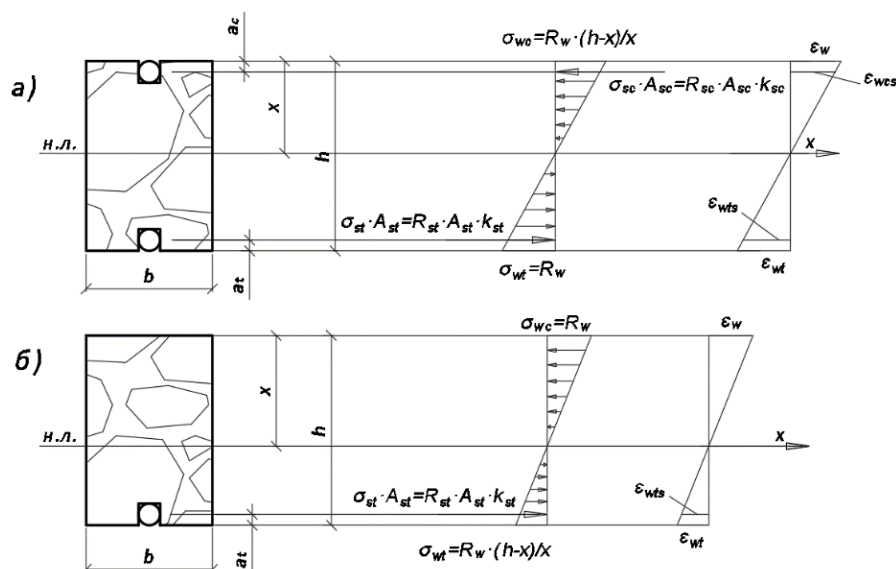 a)
a_c
σ_wc=R_w·(h-x)/x
ε_w
σ_sc·A_sc=R_sc·A_sc·k_sc
ε_wcs
x
h
н.л.
x
σ_st·A_st=R_st·A_st·k_st
ε_wts
σ_wt=R_w
ε_wt
b
a_t
б)
σ_wc=R_w
ε_w
x
h
н.л.
x
σ_st·A_st=R_st·A_st·k_st
ε_wts
σ_wt=R_w·(h-x)/x
ε_wt
b
a_t